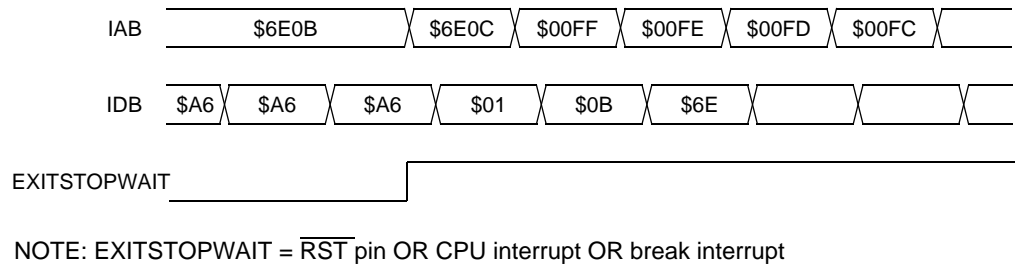 IAB $6E0B $6E0C $00FF $00FE $00FD $00FC
IDB $A6 $A6 $A6 $01 $0B $6E
EXITSTOPWAIT
NOTE: EXITSTOPWAIT = RST pin OR CPU interrupt OR break interrupt